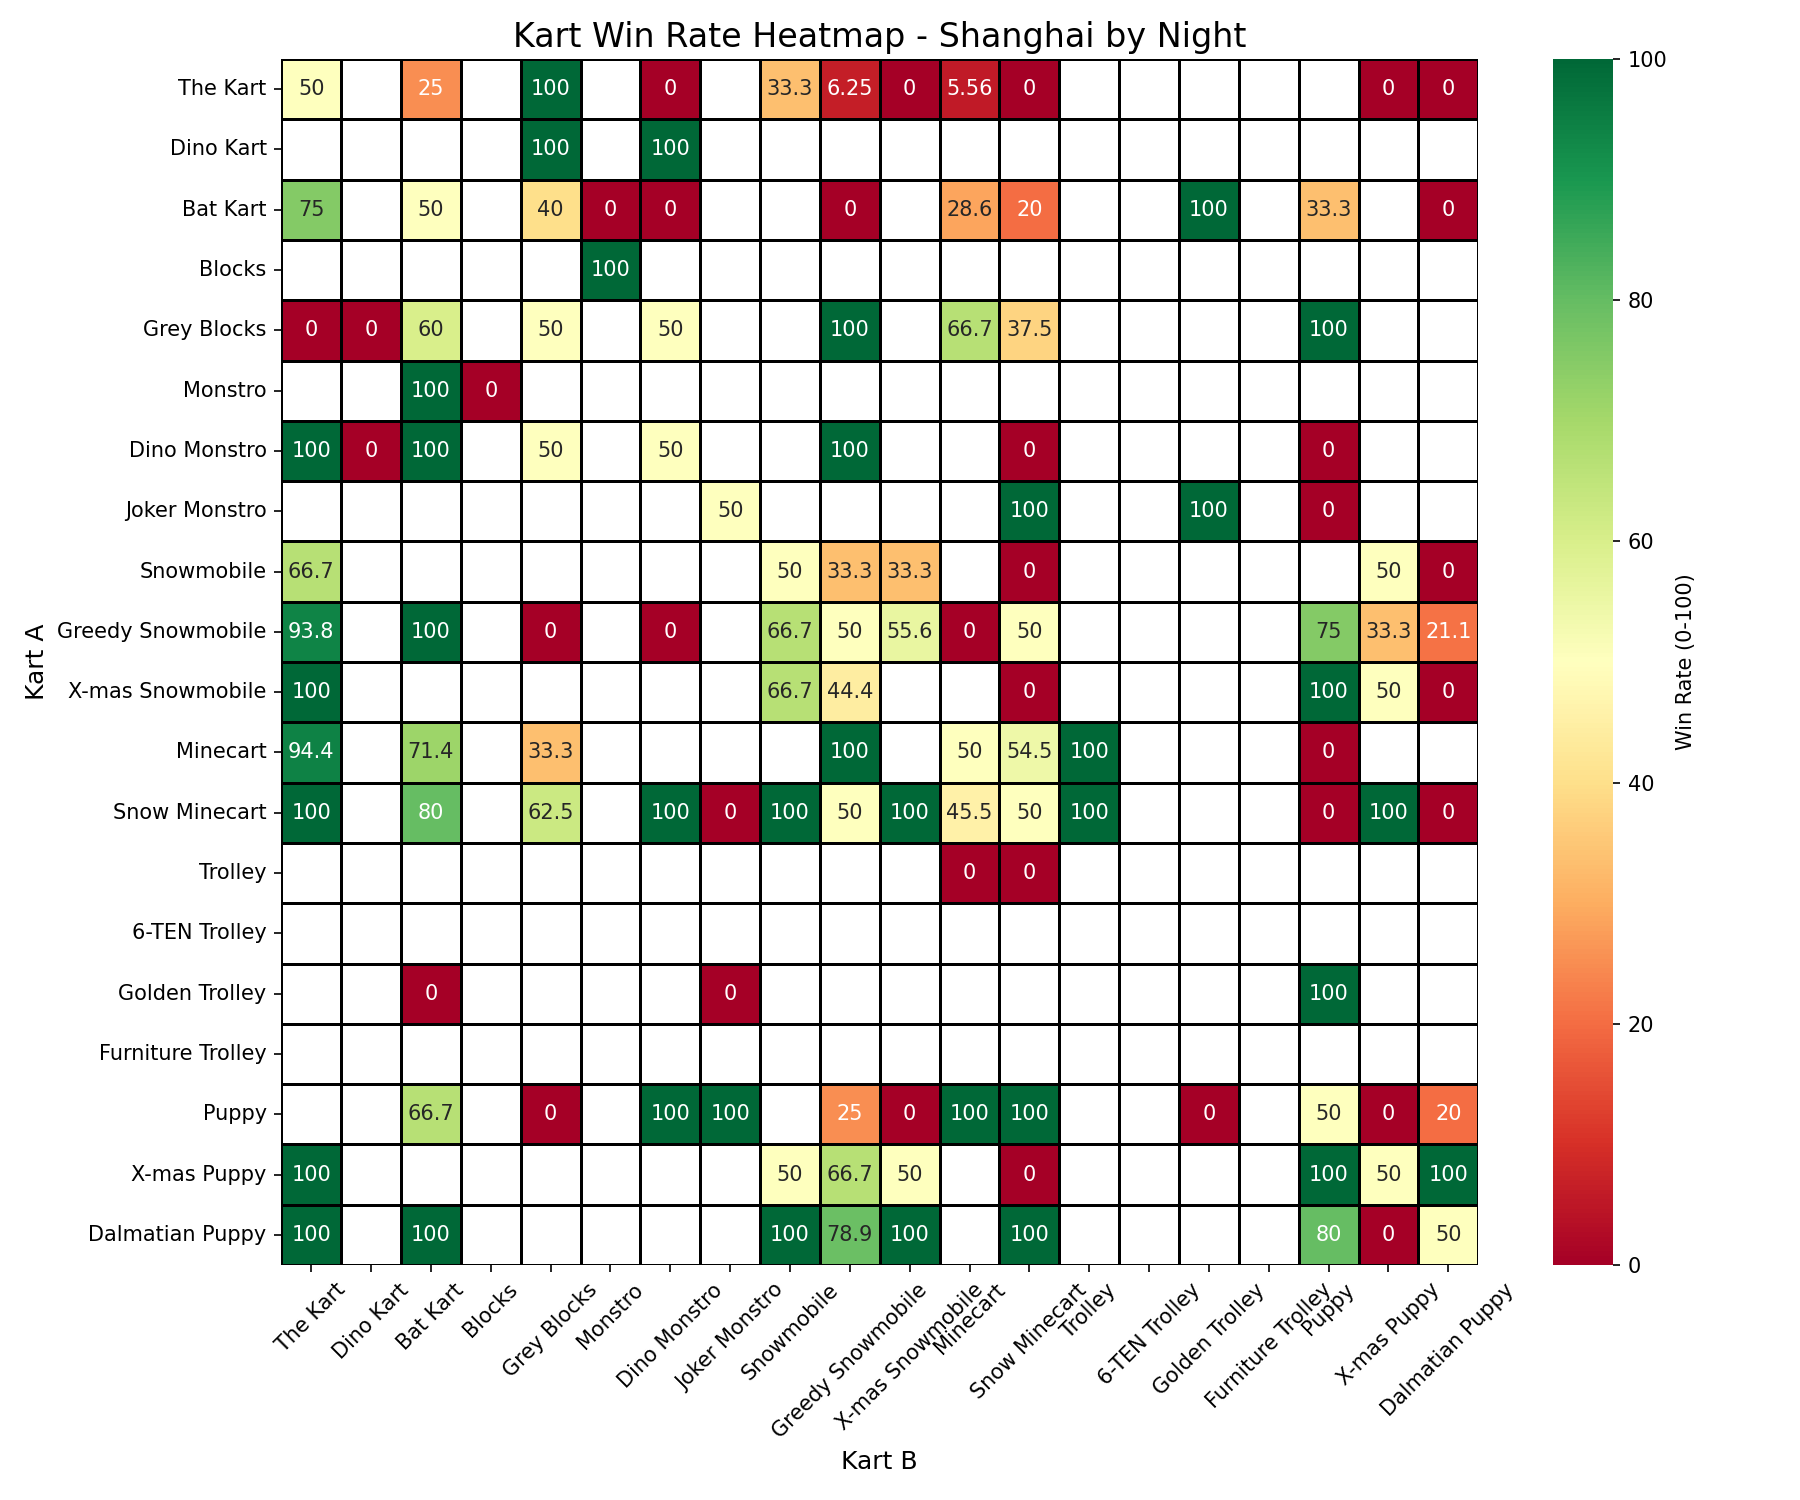 Kart Win Rate Heatmap - Shanghai by Night
The Kart 50 25 100 0 33.3 6.25 0 5.56 0 0 0
Dino Kart 100 100
Bat Kart 75 50 40 0 0 0 28.6 20 100 33.3 0
Blocks 100
Grey Blocks 0 0 60 50 50 100 66.7 37.5 100
Monstro 100 0
Dino Monstro 100 0 100 50 50 100 0 0
Joker Monstro 50 100 100 0
Snowmobile 66.7 50 33.3 33.3 0 50 0
Greedy Snowmobile 93.8 100 0 0 66.7 50 55.6 0 50 75 33.3 21.1
X-mas Snowmobile 100 66.7 44.4 0 100 50 0
Minecart 94.4 71.4 33.3 100 50 54.5 100 0
Snow Minecart 100 80 62.5 100 0 100 50 100 45.5 50 100 0 100 0
Trolley 0 0
6-TEN Trolley
Golden Trolley 0 0 100
Furniture Trolley
Puppy 66.7 0 100 100 25 0 100 100 0 50 0 20
X-mas Puppy 100 50 66.7 50 0 100 50 100
Dalmatian Puppy 100 100 100 78.9 100 100 80 0 50
Kart A
The Kart
Dino Kart
Bat Kart
Blocks
Grey Blocks
Monstro
Dino Monstro
Joker Monstro
Snowmobile
Greedy Snowmobile
X-mas Snowmobile
Minecart
Snow Minecart
Trolley
6-TEN Trolley
Golden Trolley
Furniture Trolley
Puppy
X-mas Puppy
Dalmatian Puppy
Kart B
100
80
60
40
20
0
Win Rate (0-100)